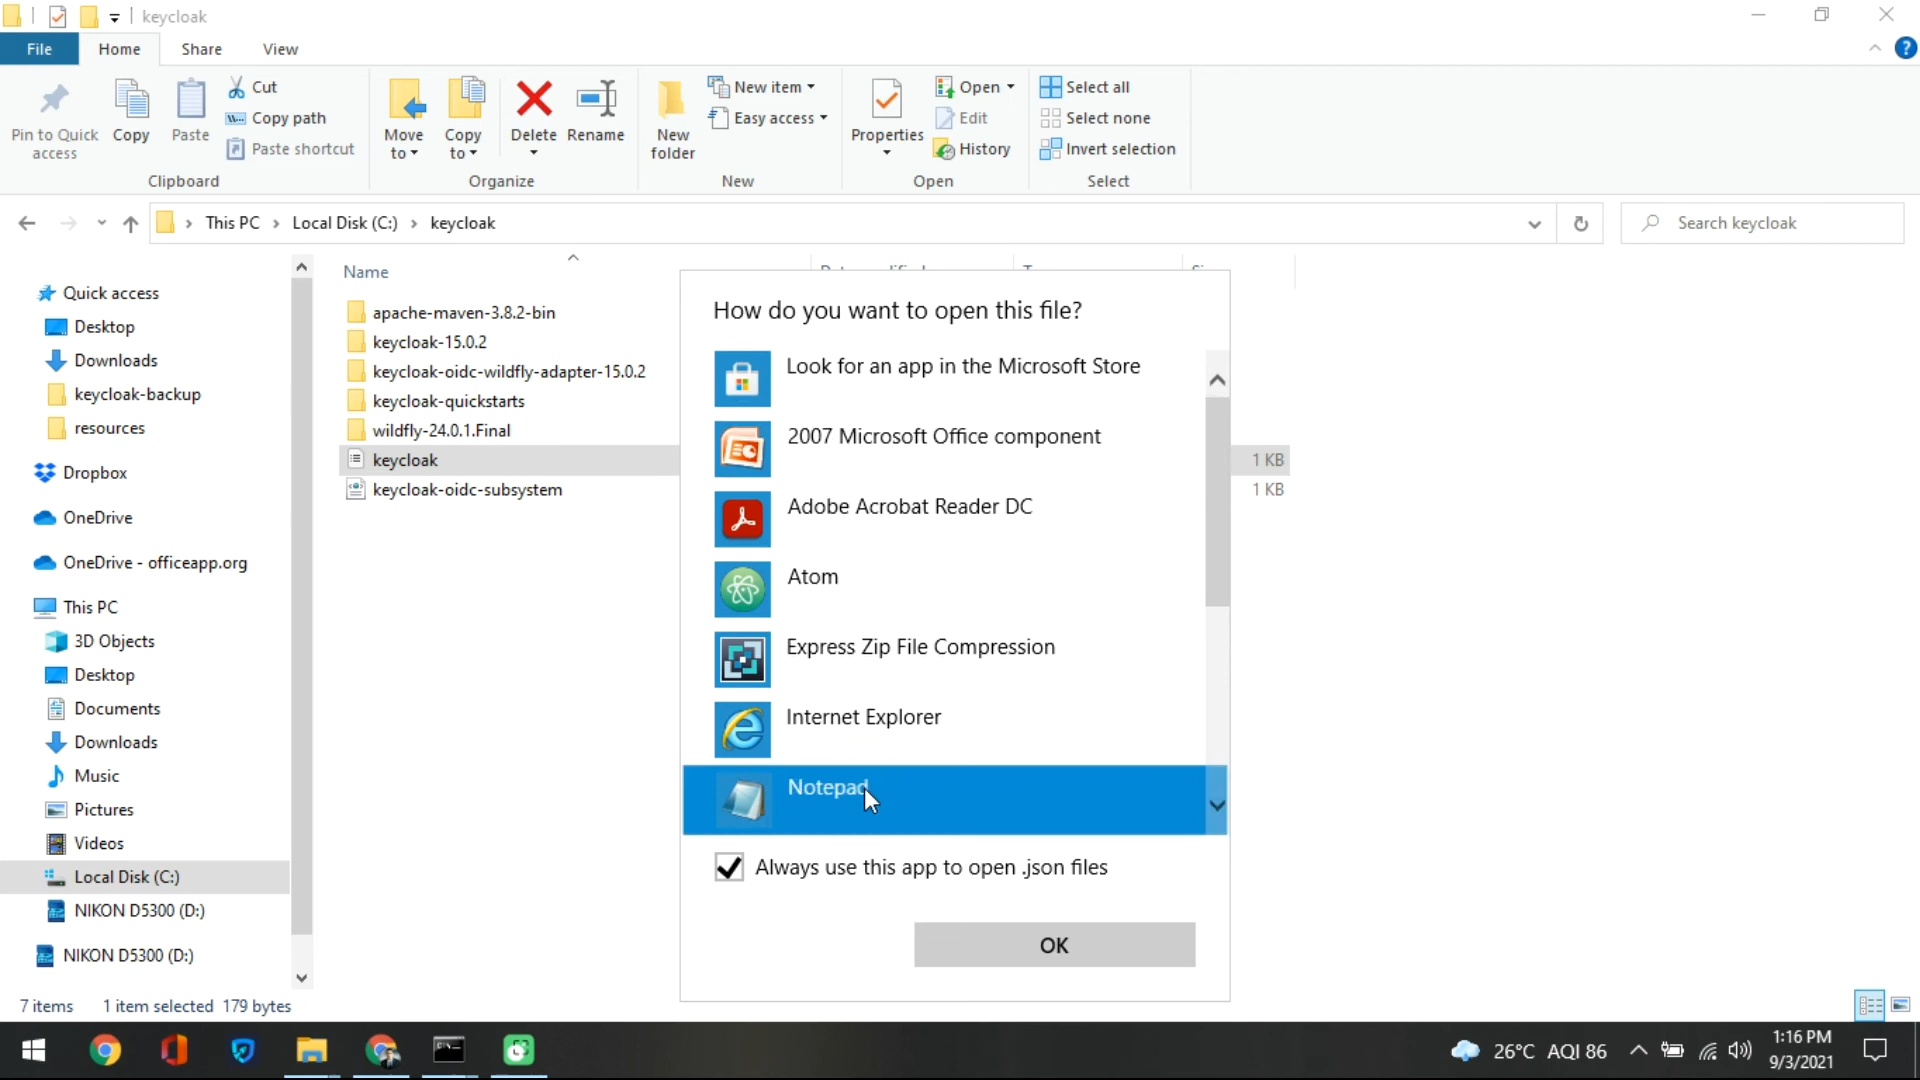 keycloak
File
Home
Share
View
Pin to Quick
access
Copy
Paste
Cut
Copy path
Paste shortcut
Clipboard
Move
to
Copy
to
Delete
Rename
Organize
New
folder
New item
Easy access
New
Properties
Open
Edit
History
Open
Select all
Select none
Invert selection
Select
This PC
Local Disk (C:)
keycloak
Search keycloak
Quick access
Desktop
Downloads
keycloak-backup
resources
Dropbox
OneDrive
OneDrive - officeapp.org
This PC
3D Objects
Desktop
Documents
Downloads
Music
Pictures
Videos
Local Disk (C:)
NIKON D5300 (D:)
NIKON D5300 (D:)
Name
apache-maven-3.8.2-bin
keycloak-15.0.2
keycloak-oidc-wildfly-adapter-15.0.2
keycloak-quickstarts
wildfly-24.0.1.Final
keycloak
1 KB
keycloak-oidc-subsystem
1 KB
How do you want to open this file?
Look for an app in the Microsoft Store
2007 Microsoft Office component
Adobe Acrobat Reader DC
Atom
Express Zip File Compression
Internet Explorer
Notepad
Always use this app to open .json files
OK
7 items
1 item selected 179 bytes
26°C AQI 86
1:16 PM
9/3/2021